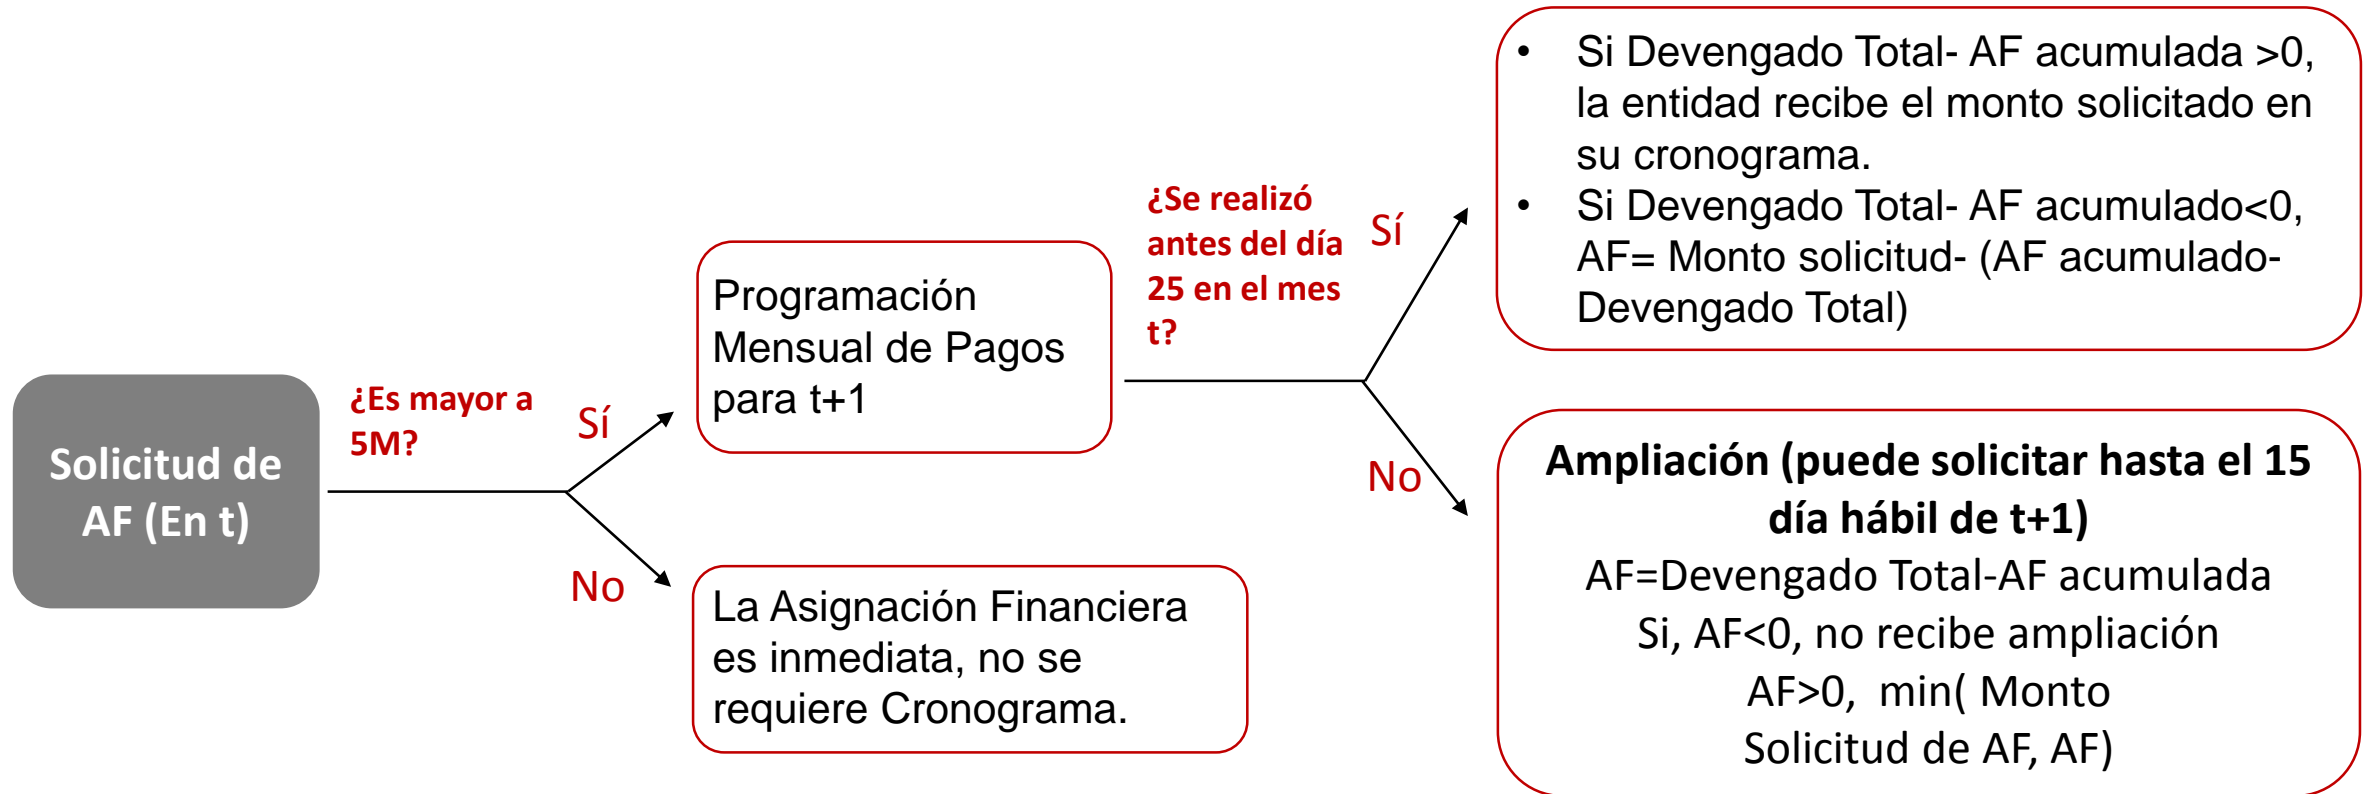 Solicitud de
AF (En t)
¿Es mayor a
5M?
Sí
No
Programación
Mensual de Pagos
para t+1
La Asignación Financiera
es inmediata, no se
requiere Cronograma.
¿Se realizó
antes del día
25 en el mes
t?
Sí
No
• Si Devengado Total- AF acumulada >0,
la entidad recibe el monto solicitado en
su cronograma.
• Si Devengado Total- AF acumulado<0,
AF= Monto solicitud- (AF acumulado-
Devengado Total)
Ampliación (puede solicitar hasta el 15
día hábil de t+1)
AF=Devengado Total-AF acumulada
Si, AF<0, no recibe ampliación
AF>0, min( Monto
Solicitud de AF, AF)